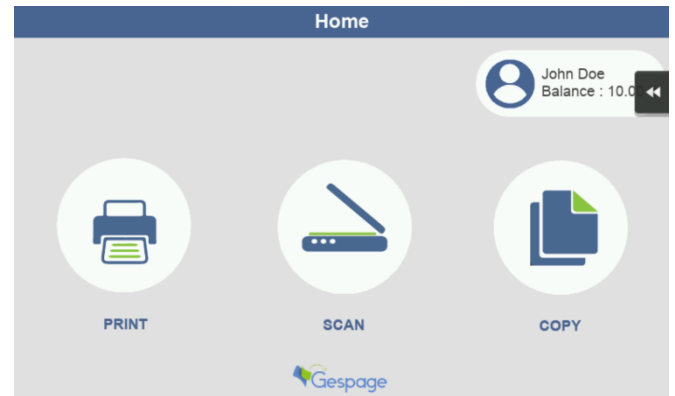 Home
John Doe
Balance : 10.0
PRINT
SCAN
COPY
Gespage